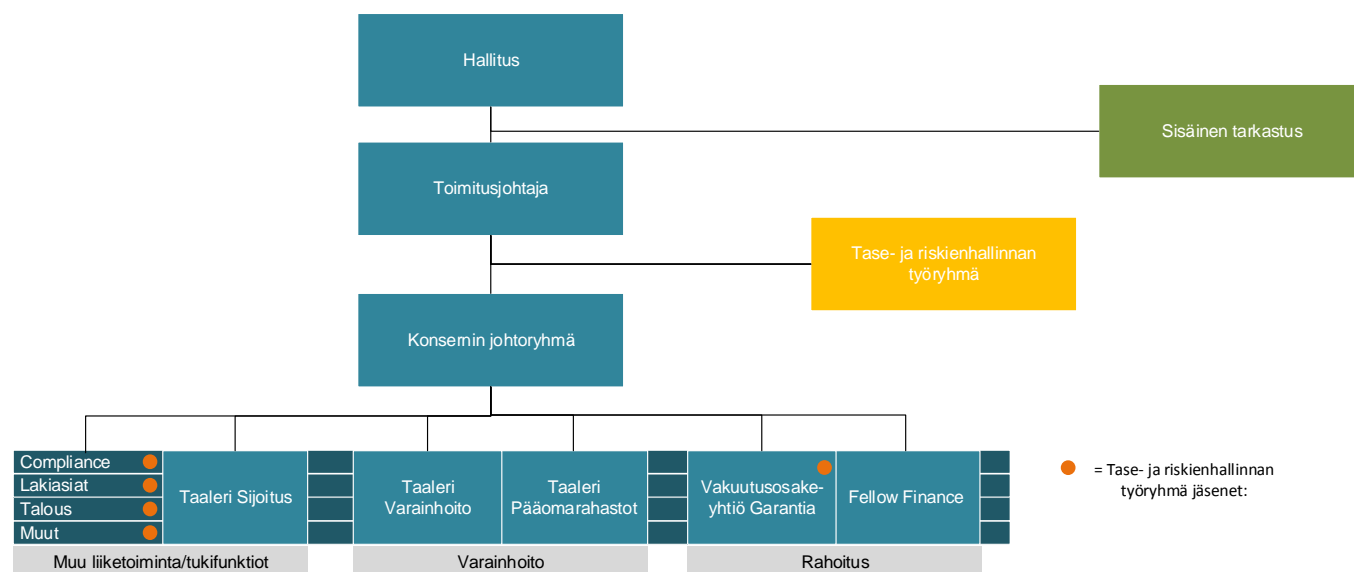 Hallitus
Sisäinen tarkastus
Toimitusjohtaja
Tase- ja riskienhallinnan
työryhmä
Konsernin johtoryhmä
Compliance
Lakiasiat
Talous
Muut
Taaleri Sijoitus
Taaleri
Varainhoito
Taaleri
Pääomarahastot
Vakuutusosake-
yhtiö Garantia
Fellow Finance
= Tase- ja riskienhallinnan
työryhmä jäsenet:
Muu liiketoiminta/tukifunktiot
Varainhoito
Rahoitus